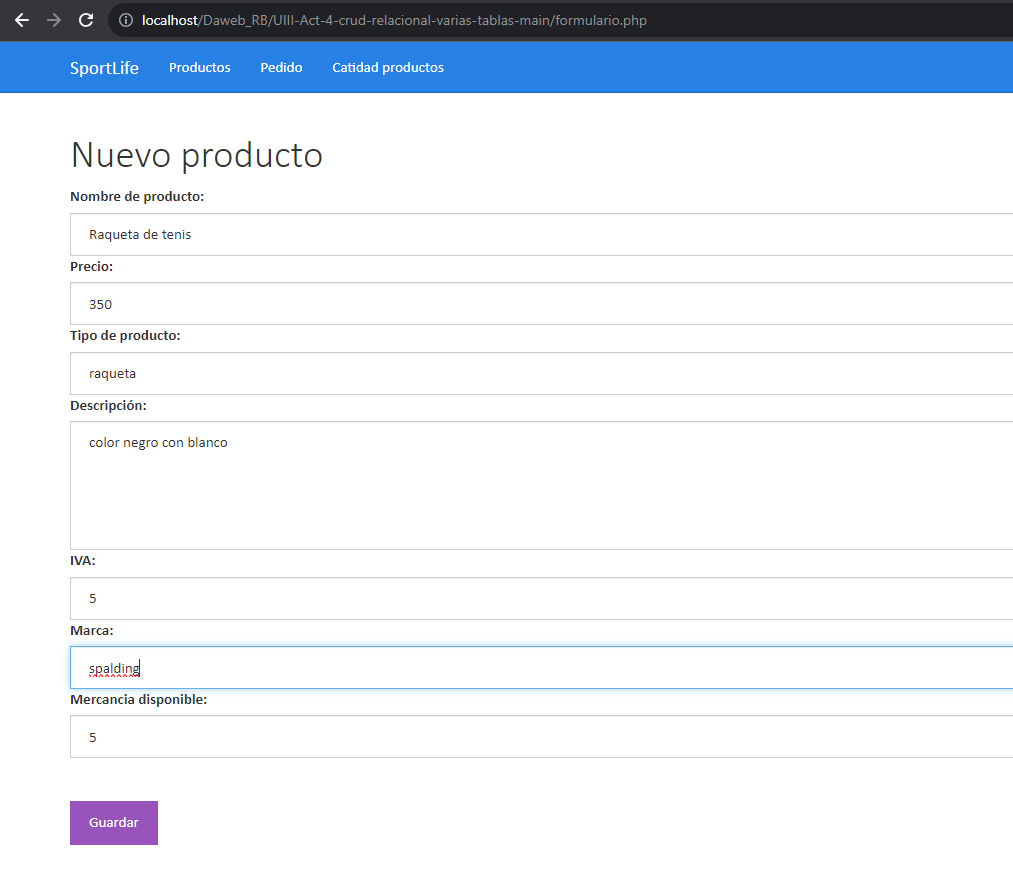 localhost/Daweb_RB/UIII-Act-4-crud-relacional-varias-tablas-main/formulario.php
SportLife Productos Pedido Catidad productos
Nuevo producto
Nombre de producto:
Raqueta de tenis
Precio:
350
Tipo de producto:
raqueta
Descripción:
color negro con blanco
IVA:
5
Marca:
spalding
Mercancia disponible:
5
Guardar